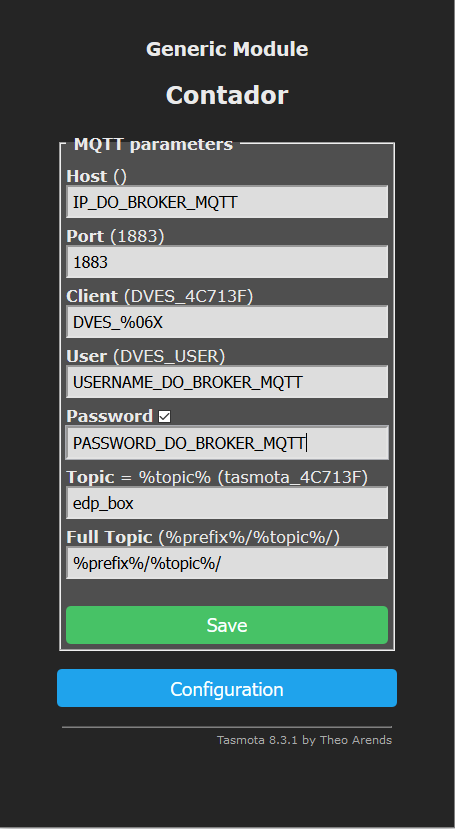 Generic Module
Contador
MQTT parameters
Host ()
IP_DO_BROKER_MQTT
Port (1883)
1883
Client (DVES_4C713F)
DVES_%06X
User (DVES_USER)
USERNAME_DO_BROKER_MQTT
Password
PASSWORD_DO_BROKER_MQTT
Topic = %topic% (tasmota_4C713F)
edp_box
Full Topic (%prefix%/%topic%/)
%prefix%/%topic%/
Save
Configuration
Tasmota 8.3.1 by Theo Arends